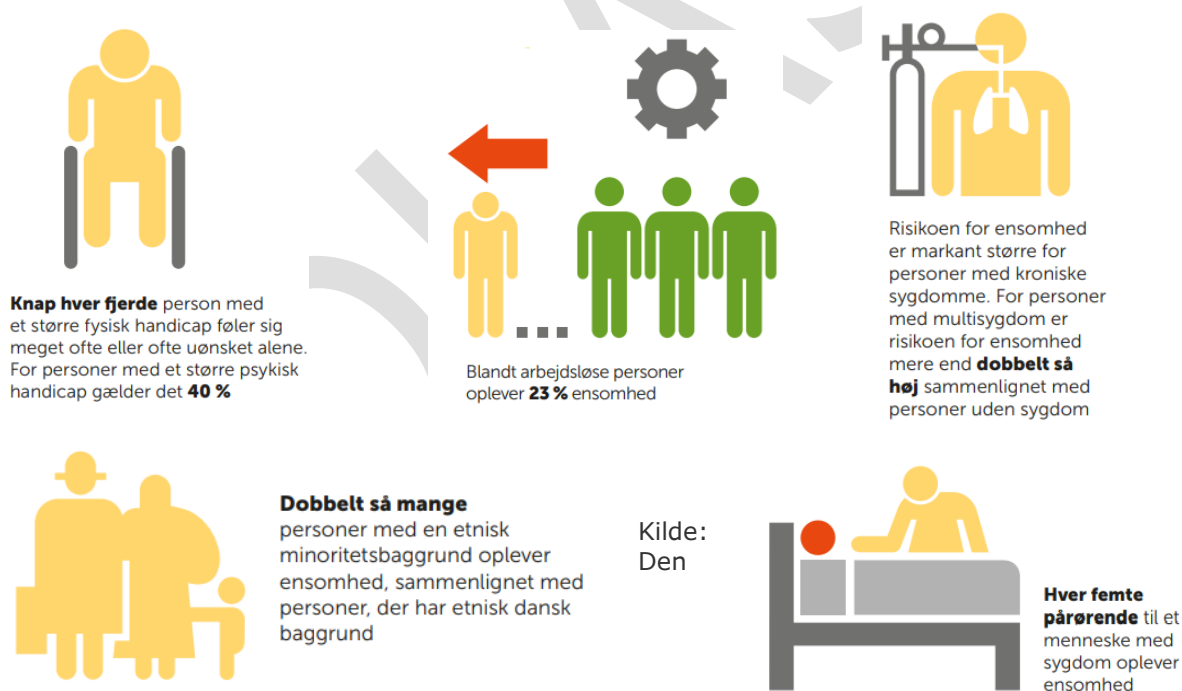 Knap hver fjerde person med
et større fysisk handicap føler sig
meget ofte eller ofte uønsket alene.
For personer med et større psykisk
handicap gælder det 40 %
Blandt arbejdsløse personer
oplever 23 % ensomhed
Risikoen for ensomhed
er markant større for
personer med kroniske
sygdomme. For personer
med multisygdom er
risikoen for ensomhed
mere end dobbelt så
høj sammenlignet med
personer uden sygdom
Dobbelt så mange
personer med en etnisk
minoritetsbaggrund oplever
ensomhed, sammenlignet med
personer, der har etnisk dansk
baggrund
Kilde:
Den
Hver femte
pårørende til et
menneske med
sygdom oplever
ensomhed